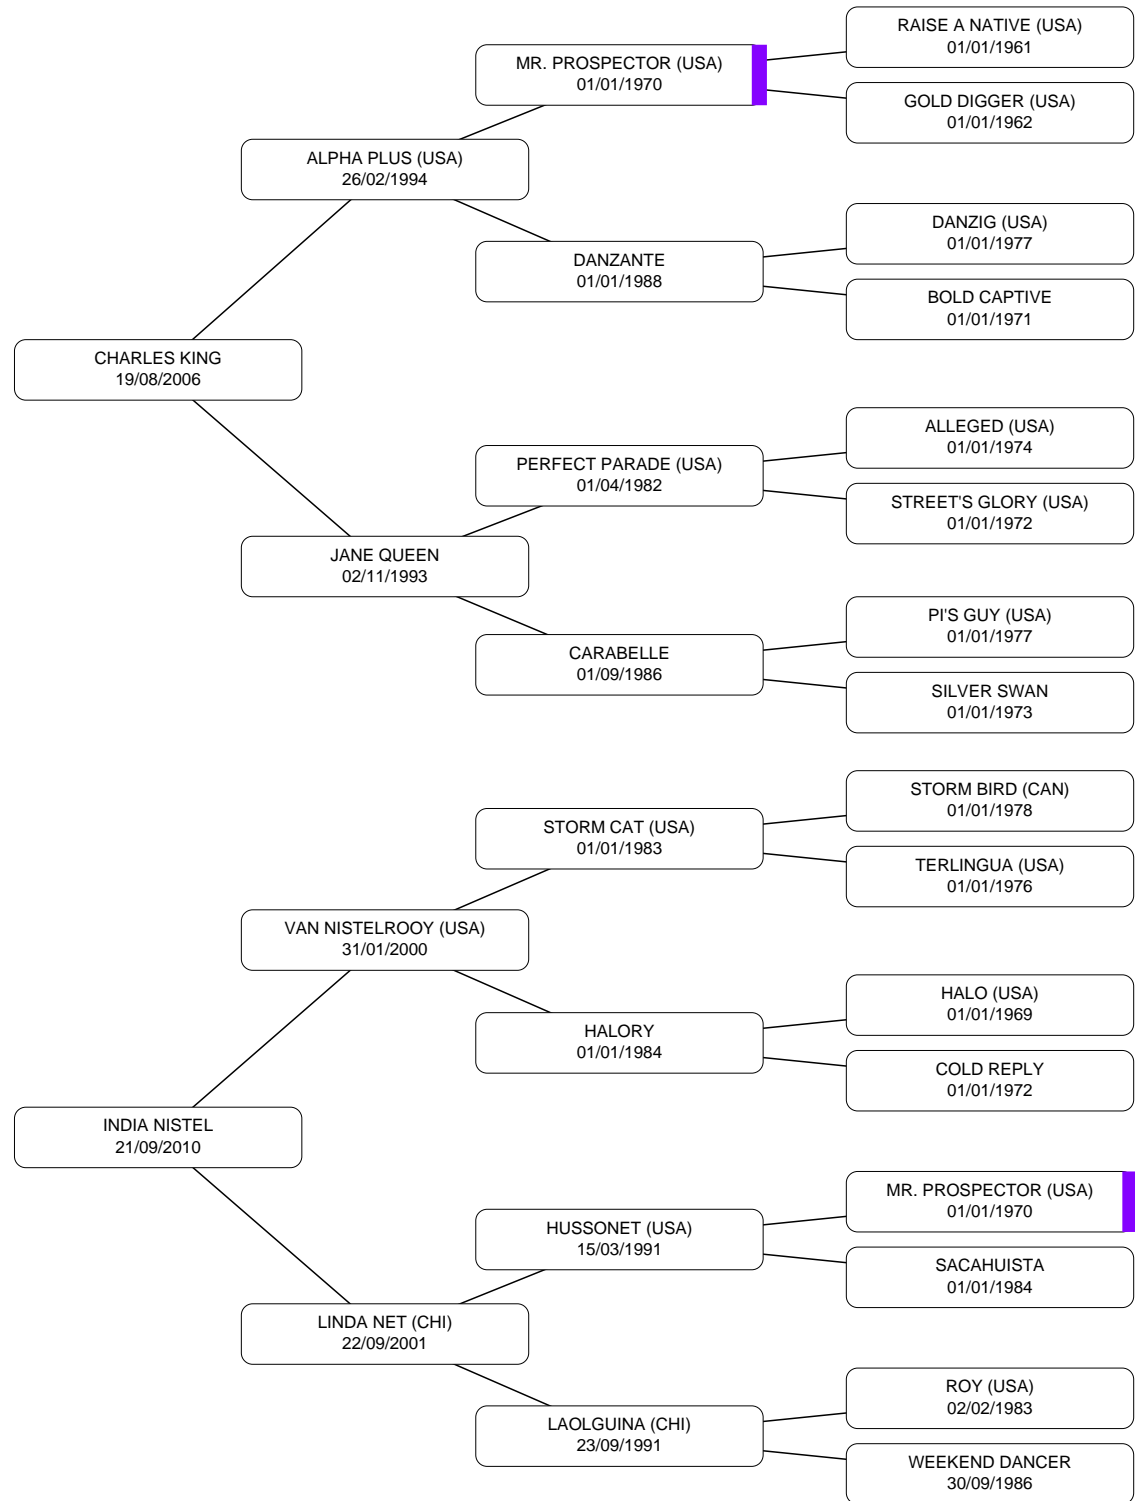 RAISE A NATIVE (USA)
01/01/1961
MR. PROSPECTOR (USA)
01/01/1970
GOLD DIGGER (USA)
01/01/1962
ALPHA PLUS (USA)
26/02/1994
DANZIG (USA)
01/01/1977
DANZANTE
01/01/1988
BOLD CAPTIVE
01/01/1971
CHARLES KING
19/08/2006
ALLEGED (USA)
01/01/1974
PERFECT PARADE (USA)
01/04/1982
STREET'S GLORY (USA)
01/01/1972
JANE QUEEN
02/11/1993
PI'S GUY (USA)
01/01/1977
CARABELLE
01/09/1986
SILVER SWAN
01/01/1973
STORM BIRD (CAN)
01/01/1978
STORM CAT (USA)
01/01/1983
TERLINGUA (USA)
01/01/1976
VAN NISTELROOY (USA)
31/01/2000
HALO (USA)
01/01/1969
HALORY
01/01/1984
COLD REPLY
01/01/1972
INDIA NISTEL
21/09/2010
MR. PROSPECTOR (USA)
01/01/1970
HUSSONET (USA)
15/03/1991
SACAHUISTA
01/01/1984
LINDA NET (CHI)
22/09/2001
ROY (USA)
02/02/1983
LAOLGUINA (CHI)
23/09/1991
WEEKEND DANCER
30/09/1986